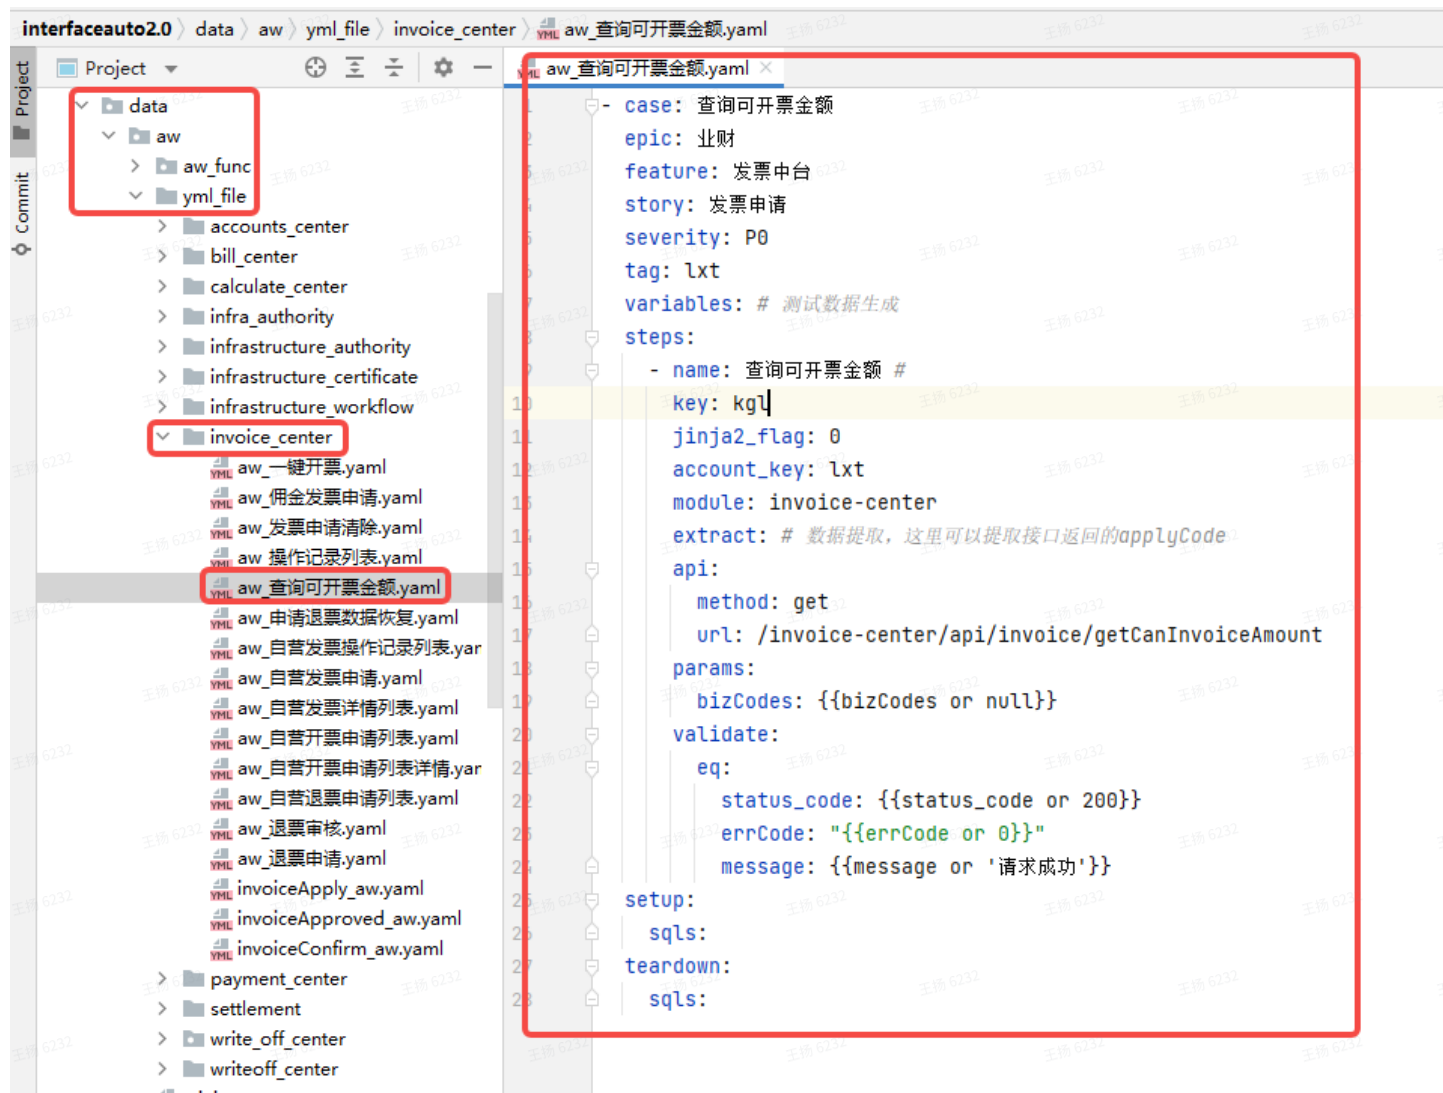 interfaceauto2.0 〉 data 〉 aw 〉 yml_file 〉 invoice_center 〉 aw_查询可开票金额.yaml
Project
Commit
Project
data
aw
aw_func
yml_file
accounts_center
bill_center
calculate_center
infra_authority
infrastructure_authority
infrastructure_certificate
infrastructure_workflow
invoice_center
aw_一键开票.yaml
aw_佣金发票申请.yaml
aw_发票申请清除.yaml
aw_操作记录列表.yaml
aw_查询可开票金额.yaml
aw_申请退票数据恢复.yaml
aw_自营发票操作记录列表.yar
aw_自营发票申请.yaml
aw_自营发票详情列表.yaml
aw_自营开票申请列表.yaml
aw_自营开票申请列表详情.yar
aw_自营退票申请列表.yaml
aw_退票审核.yaml
aw_退票申请.yaml
invoiceApply_aw.yaml
invoiceApproved_aw.yaml
invoiceConfirm_aw.yaml
payment_center
settlement
write_off_center
writeoff_center
aw_查询可开票金额.yaml
- case: 查询可开票金额
epic: 业财
feature: 发票中台
story: 发票申请
severity: P0
tag: lxt
variables: # 测试数据生成
steps:
- name: 查询可开票金额 #
key: kgl
jinja2_flag: 0
account_key: lxt
module: invoice-center
extract: # 数据提取，这里可以提取接口返回的applyCode
api:
method: get
url: /invoice-center/api/invoice/getCanInvoiceAmount
params:
bizCodes: {{bizCodes or null}}
validate:
eq:
status_code: {{status_code or 200}}
errCode: "{{errCode or 0}}"
message: {{message or '请求成功'}}
setup:
sqls:
teardown:
sqls:
王扬 6232